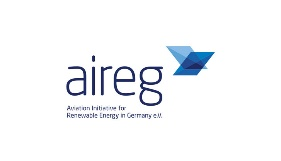 aireg
Aviation Initiative for
Renewable Energy in Germany e.V.